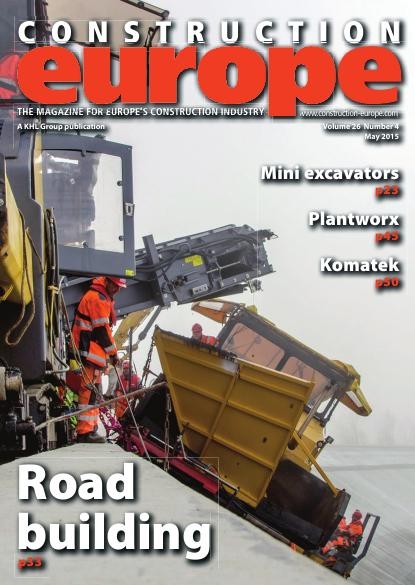 CONSTRUCTION
europe
THE MAGAZINE FOR EUROPE'S CONSTRUCTION INDUSTRY
www.construction-europe.com
A KHL Group publication
Volume 26 Number 4
May 2015
Mini excavators
p23
Plantworx
p45
Komatek
p50
Road
building
p33